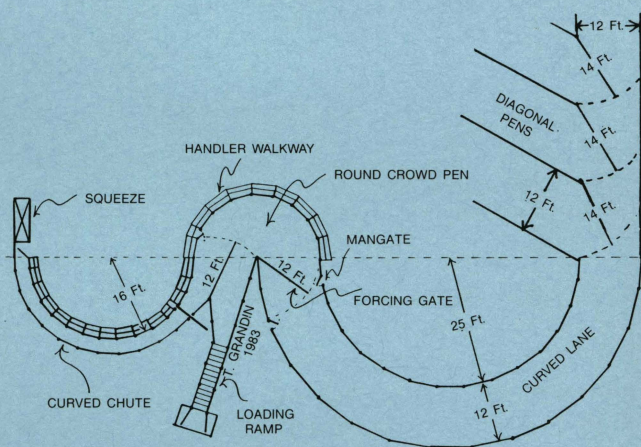 12 Ft.
14 Ft.
DIAGONAL
PENS
14 Ft.
HANDLER WALKWAY
ROUND CROWD PEN
SQUEEZE
12 Ft.
14 Ft.
MANGATE
12 Ft.
12 Ft.
16 Ft.
FORCING GATE
25 Ft.
T. GRANDIN
1983
CURVED LANE
CURVED CHUTE
LOADING
RAMP
12 Ft.